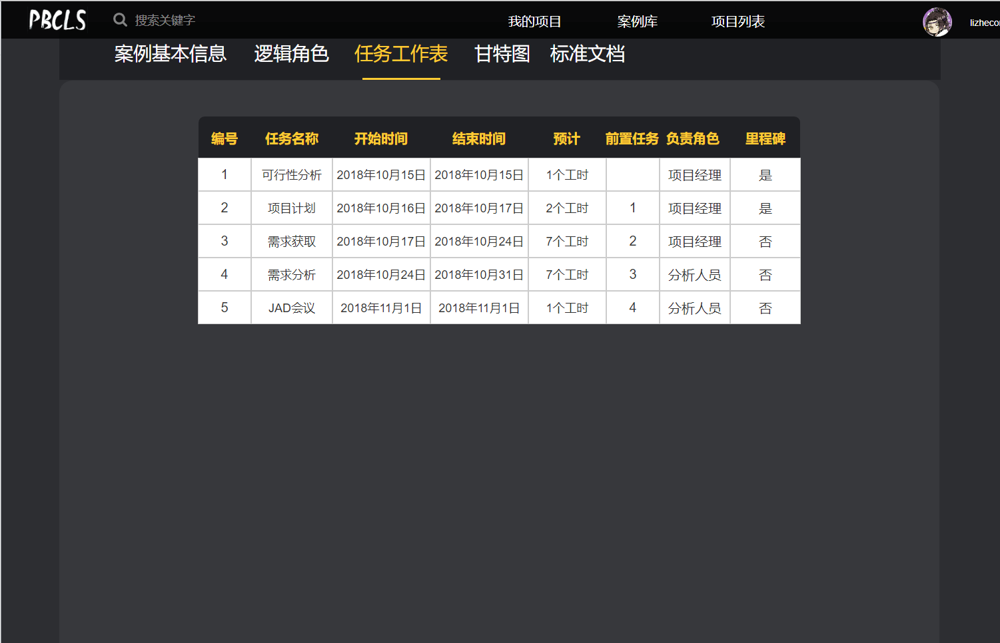 PBCLS 搜索关键字 我的项目 案例库 项目列表 lizhecor
案例基本信息 逻辑角色 任务工作表 甘特图 标准文档
编号 任务名称 开始时间 结束时间 预计 前置任务 负责角色 里程碑
1 可行性分析 2018年10月15日 2018年10月15日 1个工时 项目经理 是
2 项目计划 2018年10月16日 2018年10月17日 2个工时 1 项目经理 是
3 需求获取 2018年10月17日 2018年10月24日 7个工时 2 项目经理 否
4 需求分析 2018年10月24日 2018年10月31日 7个工时 3 分析人员 否
5 JAD会议 2018年11月1日 2018年11月1日 1个工时 4 分析人员 否